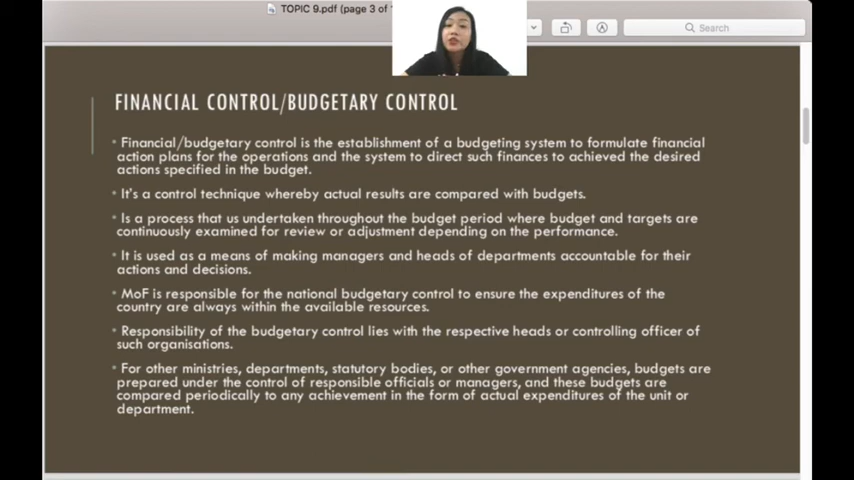 TOPIC 9.pdf (page 3 of
Search
FINANCIAL CONTROL/BUDGETARY CONTROL
• Financial/budgetary control is the establishment of a budgeting system to formulate financial
action plans for the operations and the system to direct such finances to achieved the desired
actions specified in the budget.
• It's a control technique whereby actual results are compared with budgets.
• Is a process that us undertaken throughout the budget period where budget and targets are
continuously examined for review or adjustment depending on the performance.
• It is used as a means of making managers and heads of departments accountable for their
actions and decisions.
• MoF is responsible for the national budgetary control to ensure the expenditures of the
country are always within the available resources.
• Responsibility of the budgetary control lies with the respective heads or controlling officer of
such organisations.
• For other ministries, departments, statutory bodies, or other government agencies, budgets are
prepared under the control of responsible officials or managers, and these budgets are
compared periodically to any achievement in the form of actual expenditures of the unit or
department.